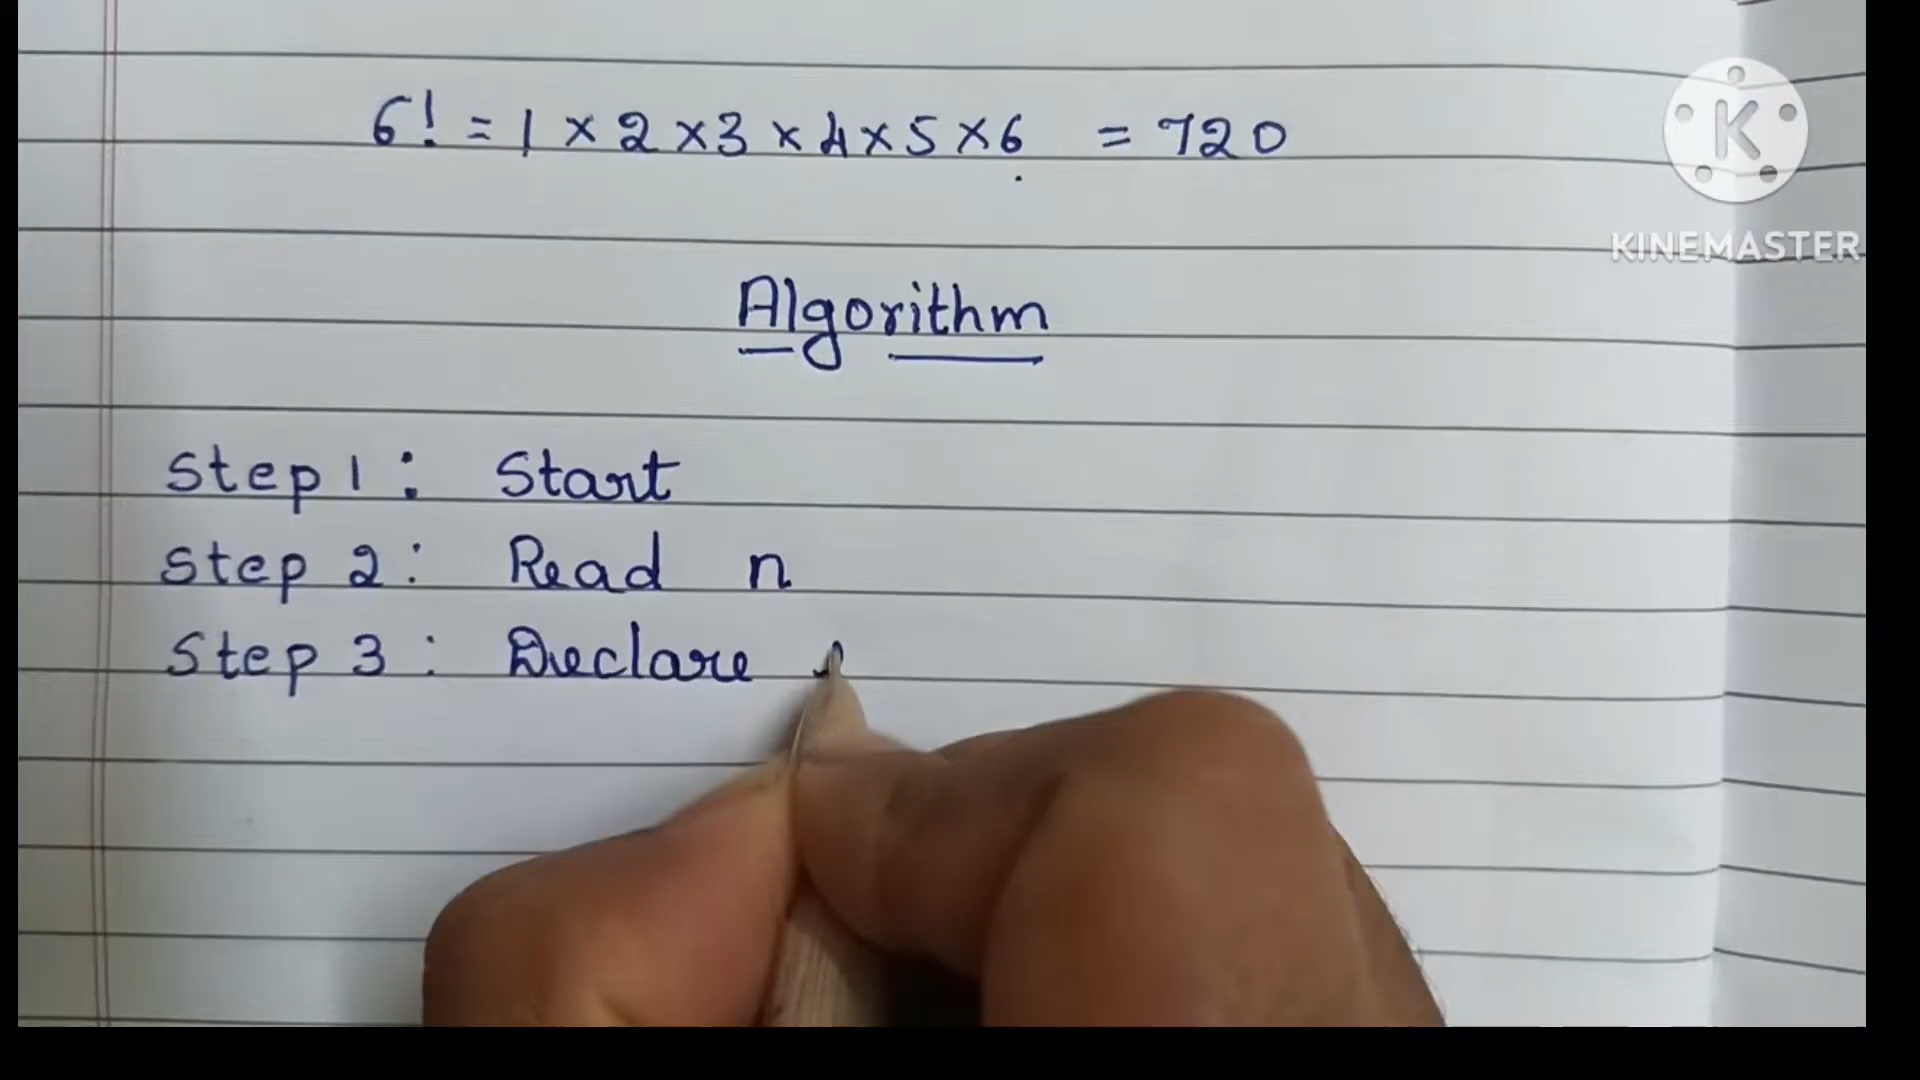 6! = 1 × 2 × 3 × 4 × 5 × 6 = 720
KINEMASTER
Algorithm
Step 1 : Start
Step 2 : Read n
Step 3 : Declare